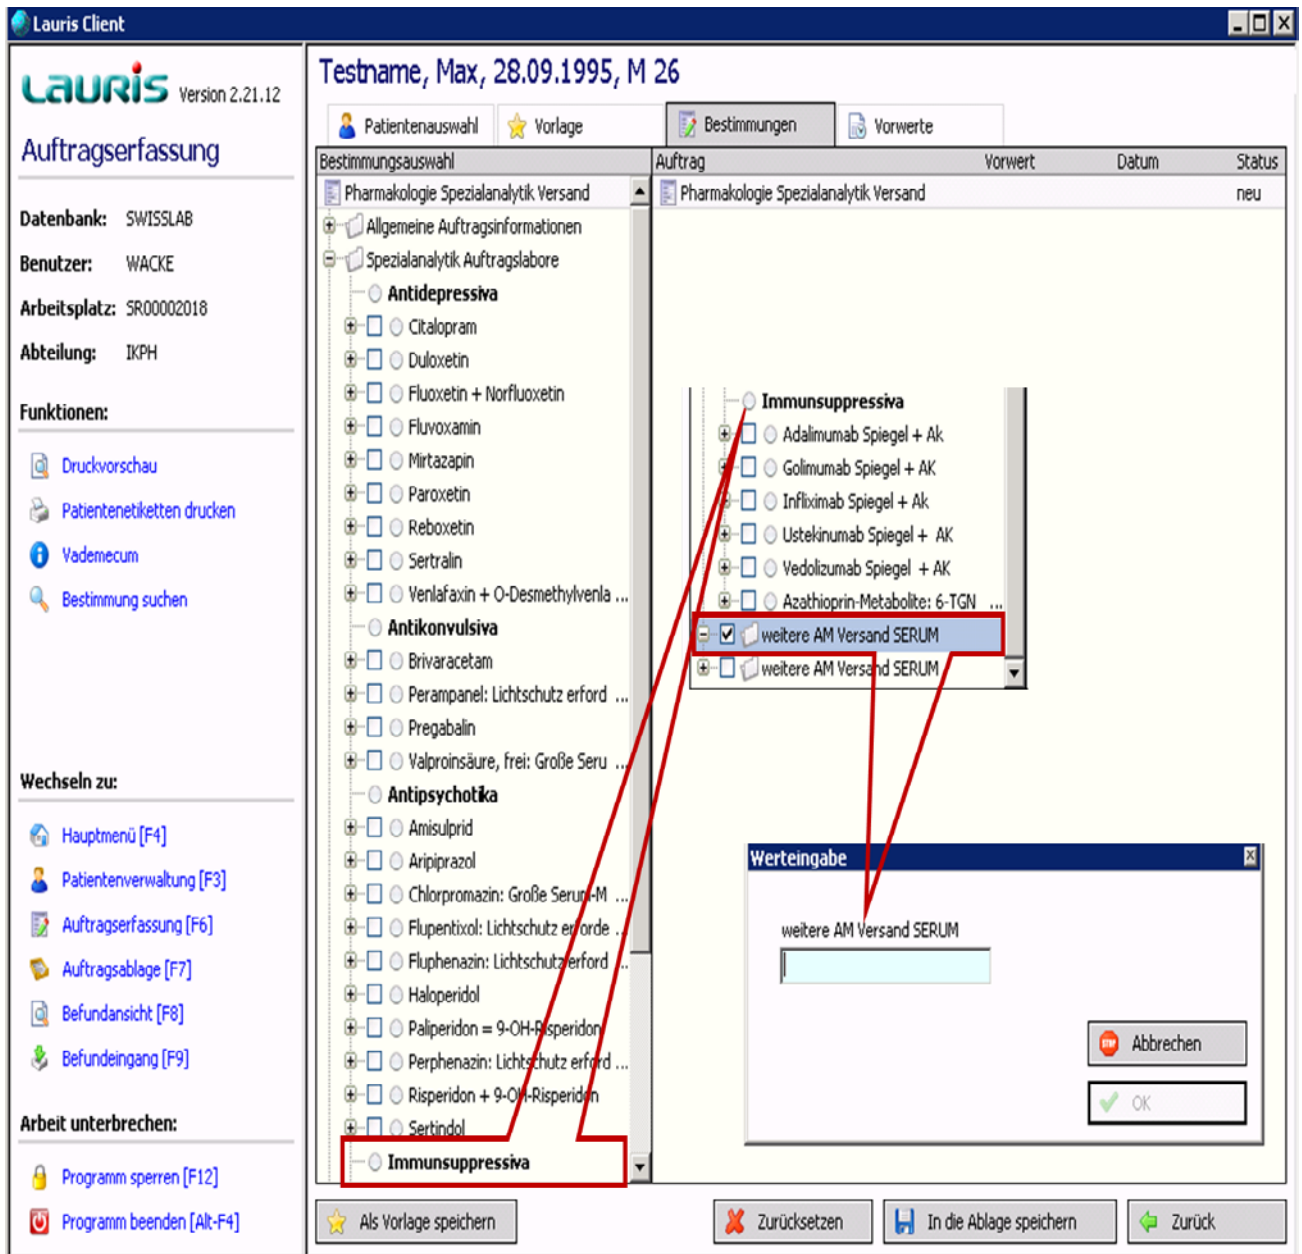 Lauris Client
Lauris Version 2.21.12
Auftragserfassung
Datenbank: SWISSLAB
Benutzer: WACKE
Arbeitsplatz: SR00002018
Abteilung: IKPH
Funktionen:
Druckvorschau
Patientenetiketten drucken
Vademecum
Bestimmung suchen
Wechseln zu:
Hauptmenü [F4]
Patientenverwaltung [F3]
Auftragserfassung [F6]
Auftragsablage [F7]
Befundansicht [F8]
Befundeingang [F9]
Arbeit unterbrechen:
Programm sperren [F12]
Programm beenden [Alt-F4]
Testname, Max, 28.09.1995, M 26
Patientenauswahl Vorlage Bestimmungen Vorwerte
Bestimmungsauswahl
Pharmakologie Spezialanalytik Versand
Allgemeine Auftragsinformationen
Spezialanalytik Auftragslabore
Antidepressiva
Citalopram
Duloxetin
Fluoxetin + Norfluoxetin
Fluvoxamin
Mirtazapin
Paroxetin
Reboxetin
Sertralin
Venlafaxin + O-Desmethylvenla ...
Antikonvulsiva
Brivaracetam
Perampanel: Lichtschutz erford ...
Pregabalin
Valproinsäure, frei: Große Seru ...
Antipsychotika
Amisulprid
Aripiprazol
Chlorpromazin: Große Serum-M ...
Flupentixol: Lichtschutz erforde ...
Fluphenazin: Lichtschutz erford ...
Haloperidol
Paliperidon = 9-OH-Risperidon
Perphenazin: Lichtschutz erford ...
Risperidon + 9-OH-Risperidon
Sertindol
Immunsuppressiva
Auftrag Vorwert Datum Status
Pharmakologie Spezialanalytik Versand neu
Immunsuppressiva
Adalimumab Spiegel + Ak
Golimumab Spiegel + AK
Infliximab Spiegel + Ak
Ustekinumab Spiegel + AK
Vedolizumab Spiegel + AK
Azathioprin-Metabolite: 6-TGN ...
weitere AM Versand SERUM
weitere AM Versand SERUM
Werteingabe
weitere AM Versand SERUM
STOP Abbrechen
OK
Als Vorlage speichern Zurücksetzen In die Ablage speichern Zurück